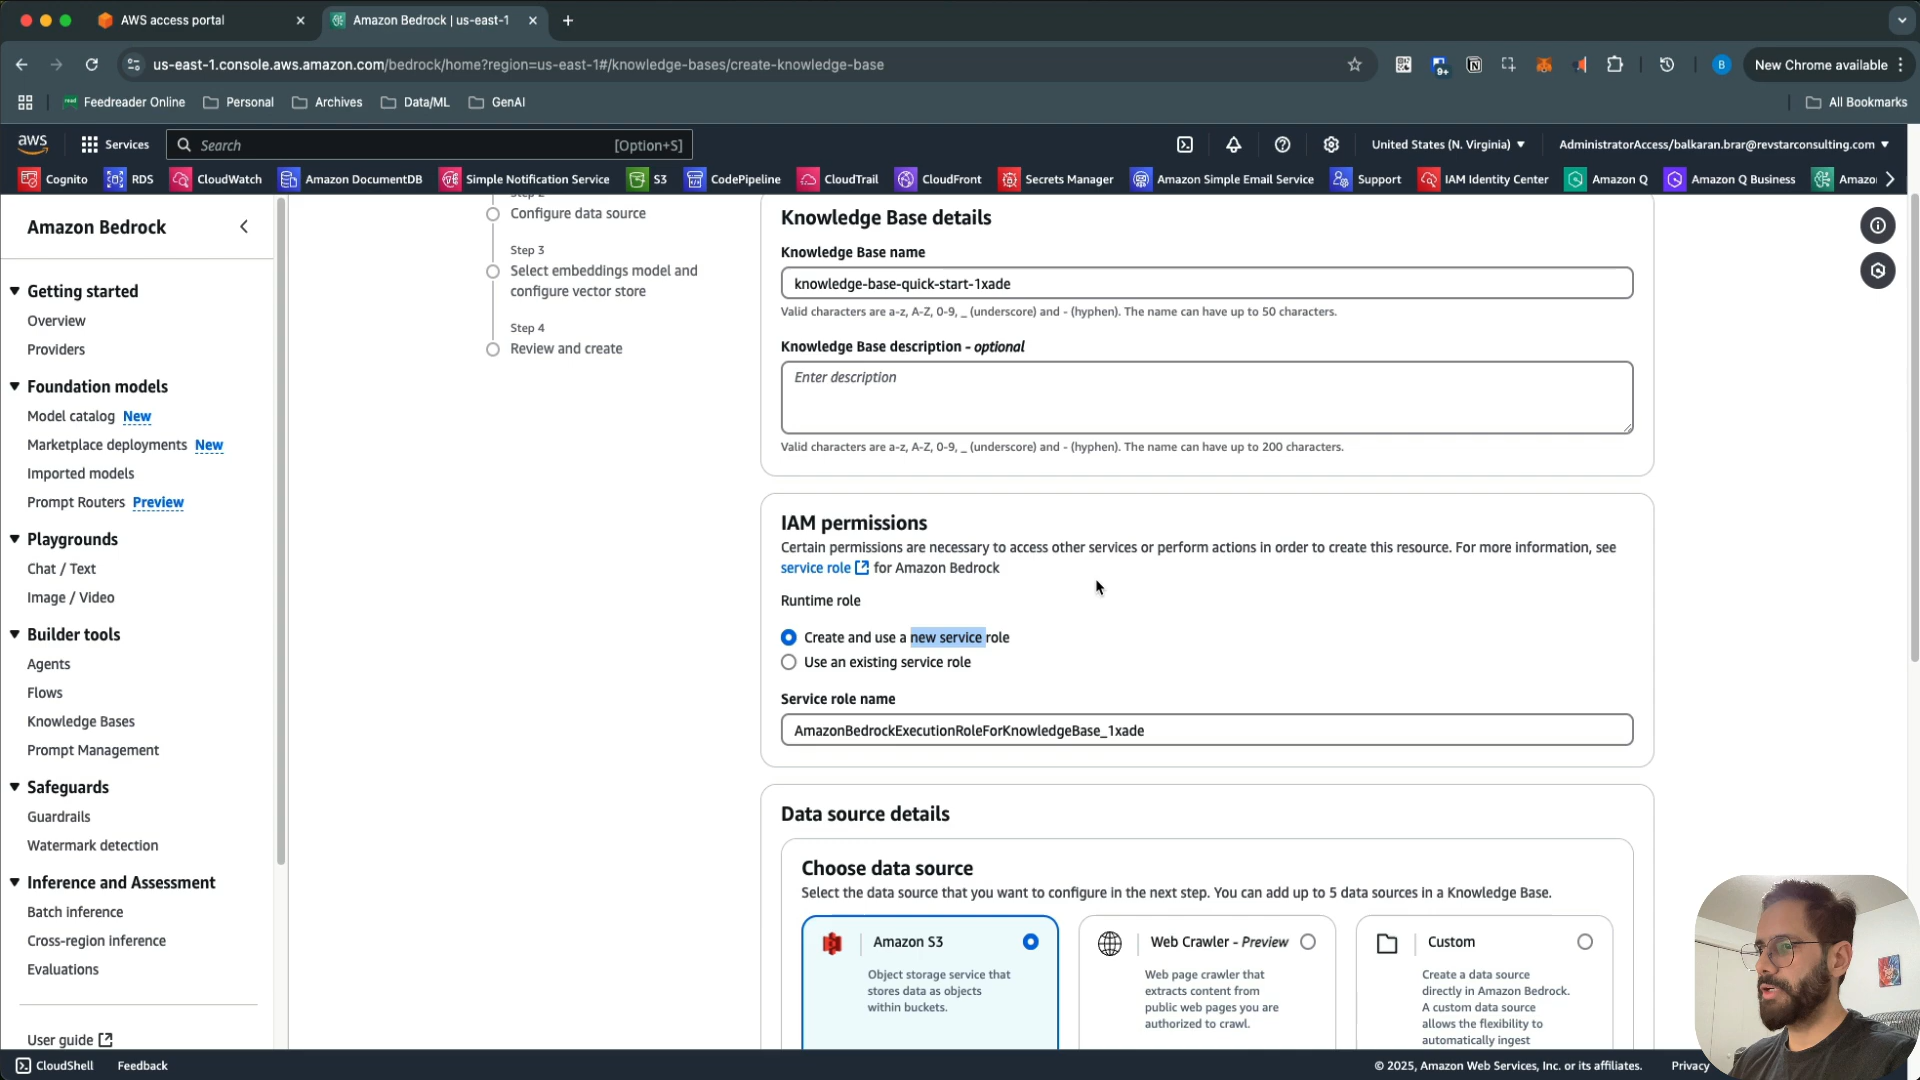 AWS access portal
Amazon Bedrock | us-east-1
us-east-1.console.aws.amazon.com/bedrock/home?region=us-east-1#/knowledge-bases/create-knowledge-base
9+
B
New Chrome available
read
Feedreader Online
Personal
Archives
Data/ML
GenAI
All Bookmarks
aws
Services
Search
[Option+S]
United States (N. Virginia)
AdministratorAccess/balkaran.brar@revstarconsulting.com
Cognito
RDS
CloudWatch
Amazon DocumentDB
Simple Notification Service
S3
CodePipeline
CloudTrail
CloudFront
Secrets Manager
Amazon Simple Email Service
Support
IAM Identity Center
Amazon Q
Amazon Q Business
Amazo
Amazon Bedrock
Getting started
Overview
Providers
Foundation models
Model catalog New
Marketplace deployments New
Imported models
Prompt Routers Preview
Playgrounds
Chat / Text
Image / Video
Builder tools
Agents
Flows
Knowledge Bases
Prompt Management
Safeguards
Guardrails
Watermark detection
Inference and Assessment
Batch inference
Cross-region inference
Evaluations
User guide
Step 2
Configure data source
Step 3
Select embeddings model and
configure vector store
Step 4
Review and create
Knowledge Base details
Knowledge Base name
knowledge-base-quick-start-1xade
Valid characters are a-z, A-Z, 0-9, _ (underscore) and - (hyphen). The name can have up to 50 characters.
Knowledge Base description - optional
Enter description
Valid characters are a-z, A-Z, 0-9, _ (underscore) and - (hyphen). The name can have up to 200 characters.
IAM permissions
Certain permissions are necessary to access other services or perform actions in order to create this resource. For more information, see
service role for Amazon Bedrock
Runtime role
Create and use a new service role
Use an existing service role
Service role name
AmazonBedrockExecutionRoleForKnowledgeBase_1xade
Data source details
Choose data source
Select the data source that you want to configure in the next step. You can add up to 5 data sources in a Knowledge Base.
Amazon S3
Object storage service that
stores data as objects
within buckets.
Web Crawler - Preview
Web page crawler that
extracts content from
public web pages you are
authorized to crawl.
Custom
Create a data source
directly in Amazon Bedrock.
A custom data source
allows the flexibility to
automatically ingest
CloudShell
Feedback
© 2025, Amazon Web Services, Inc. or its affiliates.
Privacy